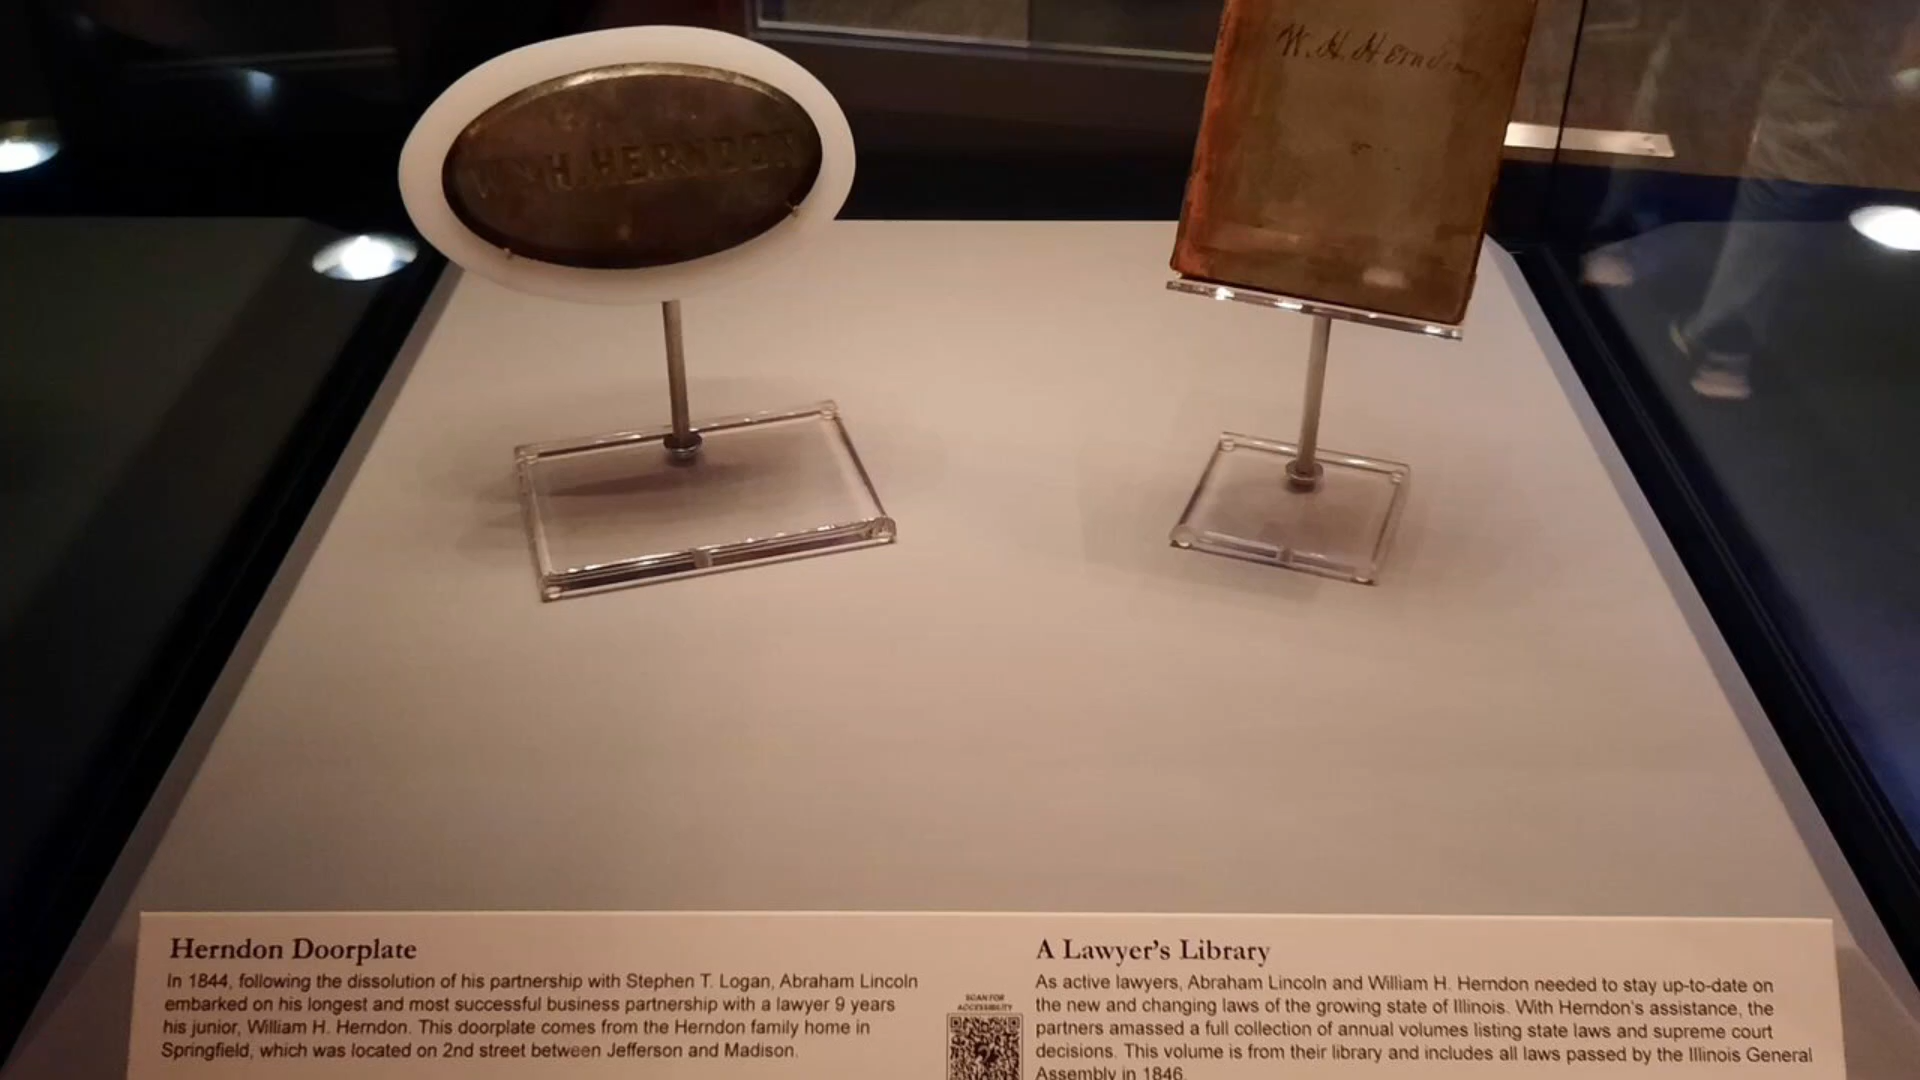 Wm H. HERNDON
W. H. Herndon
Herndon Doorplate
In 1844, following the dissolution of his partnership with Stephen T. Logan, Abraham Lincoln
embarked on his longest and most successful business partnership with a lawyer 9 years
his junior, William H. Herndon. This doorplate comes from the Herndon family home in
Springfield, which was located on 2nd street between Jefferson and Madison.
SCAN FOR
ACCESSIBILITY
A Lawyer's Library
As active lawyers, Abraham Lincoln and William H. Herndon needed to stay up-to-date on
the new and changing laws of the growing state of Illinois. With Herndon's assistance, the
partners amassed a full collection of annual volumes listing state laws and supreme court
decisions. This volume is from their library and includes all laws passed by the Illinois General
Assembly in 1846.